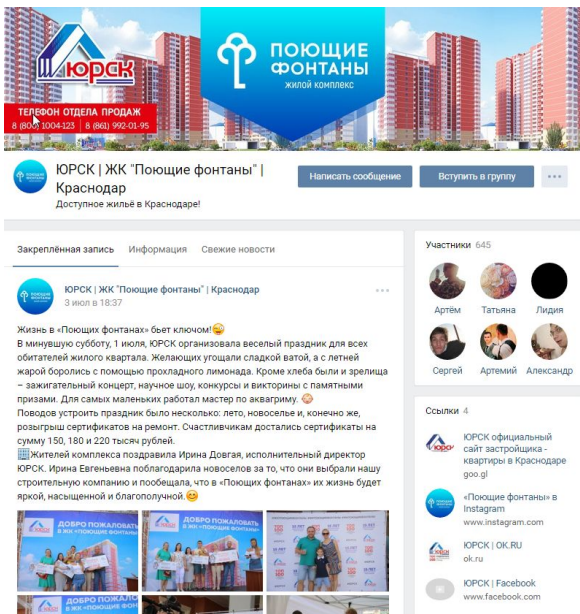 ЮРСК
ПОЮЩИЕ
ФОНТАНЫ
ЖИЛОЙ КОМПЛЕКС
ТЕЛЕФОН ОТДЕЛА ПРОДАЖ
8 (800) 1004-123 8 (861) 992-01-95
ЮРСК | ЖК "Поющие фонтаны" |
Краснодар
Доступное жильё в Краснодаре!
Написать сообщение
Вступить в группу
Закреплённая запись Информация Свежие новости
ЮРСК | ЖК "Поющие фонтаны" | Краснодар
3 июл в 18:37
Жизнь в «Поющих фонтанах» бьет ключом!
В минувшую субботу, 1 июля, ЮРСК организовала веселый праздник для всех
обитателей жилого квартала. Желающих угощали сладкой ватой, а с летней
жарой боролись с помощью прохладного лимонада. Кроме хлеба были и зрелища
– зажигательный концерт, научное шоу, конкурсы и викторины с памятными
призами. Для самых маленьких работал мастер по аквагриму.
Поводов устроить праздник было несколько: лето, новоселье и, конечно же,
розыгрыш сертификатов на ремонт. Счастливчикам достались сертификаты на
сумму 150, 180 и 220 тысяч рублей.
Жителей комплекса поздравила Ирина Довгая, исполнительный директор
ЮРСК. Ирина Евгеньевна поблагодарила новоселов за то, что они выбрали нашу
строительную компанию и пообещала, что в «Поющих фонтанах» их жизнь будет
яркой, насыщенной и благополучной.
ДОБРО ПОЖАЛОВАТЬ
В ЖК «ПОЮЩИЕ ФОНТАНЫ»
ДОБРО ПОЖАЛОВАТЬ
В ЖК «ПОЮЩИЕ ФОНТАНЫ»
ДОБРО ПОЖАЛО
Участники 645
Артём Татьяна Лидия
Сергей Артемий Александр
Ссылки 4
ЮРСК официальный
сайт застройщика -
квартиры в Краснодаре
goo.gl
«Поющие фонтаны» в
Instagram
www.instagram.com
ЮРСК | OK.RU
ok.ru
ЮРСК | Facebook
www.facebook.com